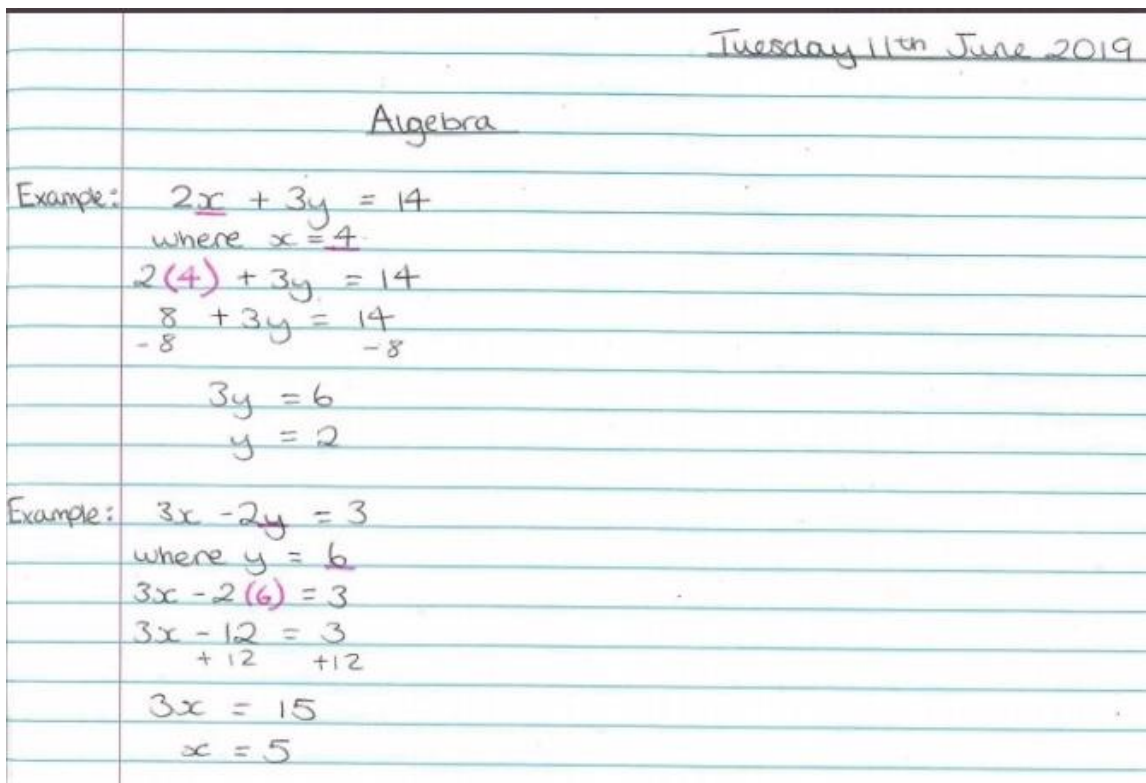 Tuesday 11th June 2019
Algebra
Example: 2x + 3y = 14
where x = 4
2(4) + 3y = 14
8 + 3y = 14
-8 -8
3y = 6
y = 2
Example: 3x - 2y = 3
where y = 6
3x - 2(6) = 3
3x - 12 = 3
+12 +12
3x = 15
x = 5